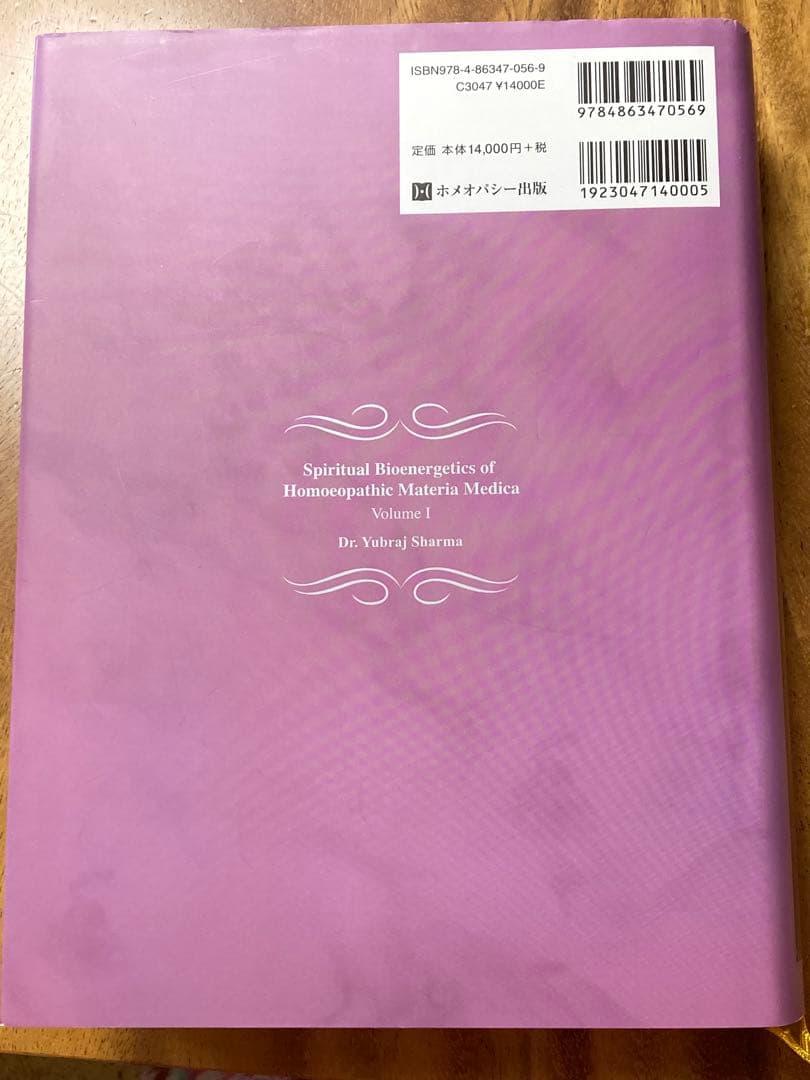 ISBN978-4-86347-056-9
C3047 ¥14000E
9784863470569
定価 本体14,000円+税
ホメオパシー出版
1923047140005
Spiritual Bioenergetics of
Homoeopathic Materia Medica
Volume I
Dr. Yubraj Sharma